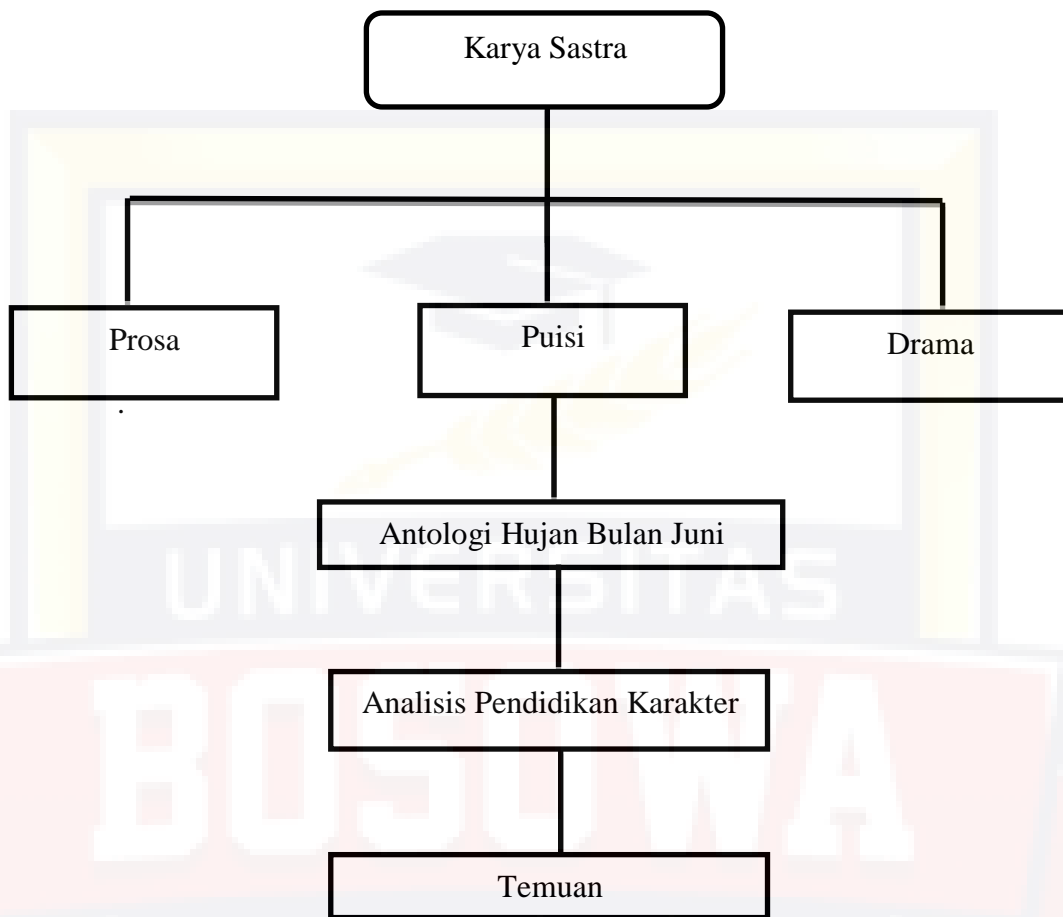 Karya Sastra
Prosa
Puisi
Drama
.
Antologi Hujan Bulan Juni
UNIVERSITAS
Analisis Pendidikan Karakter
BOSOWA
Temuan